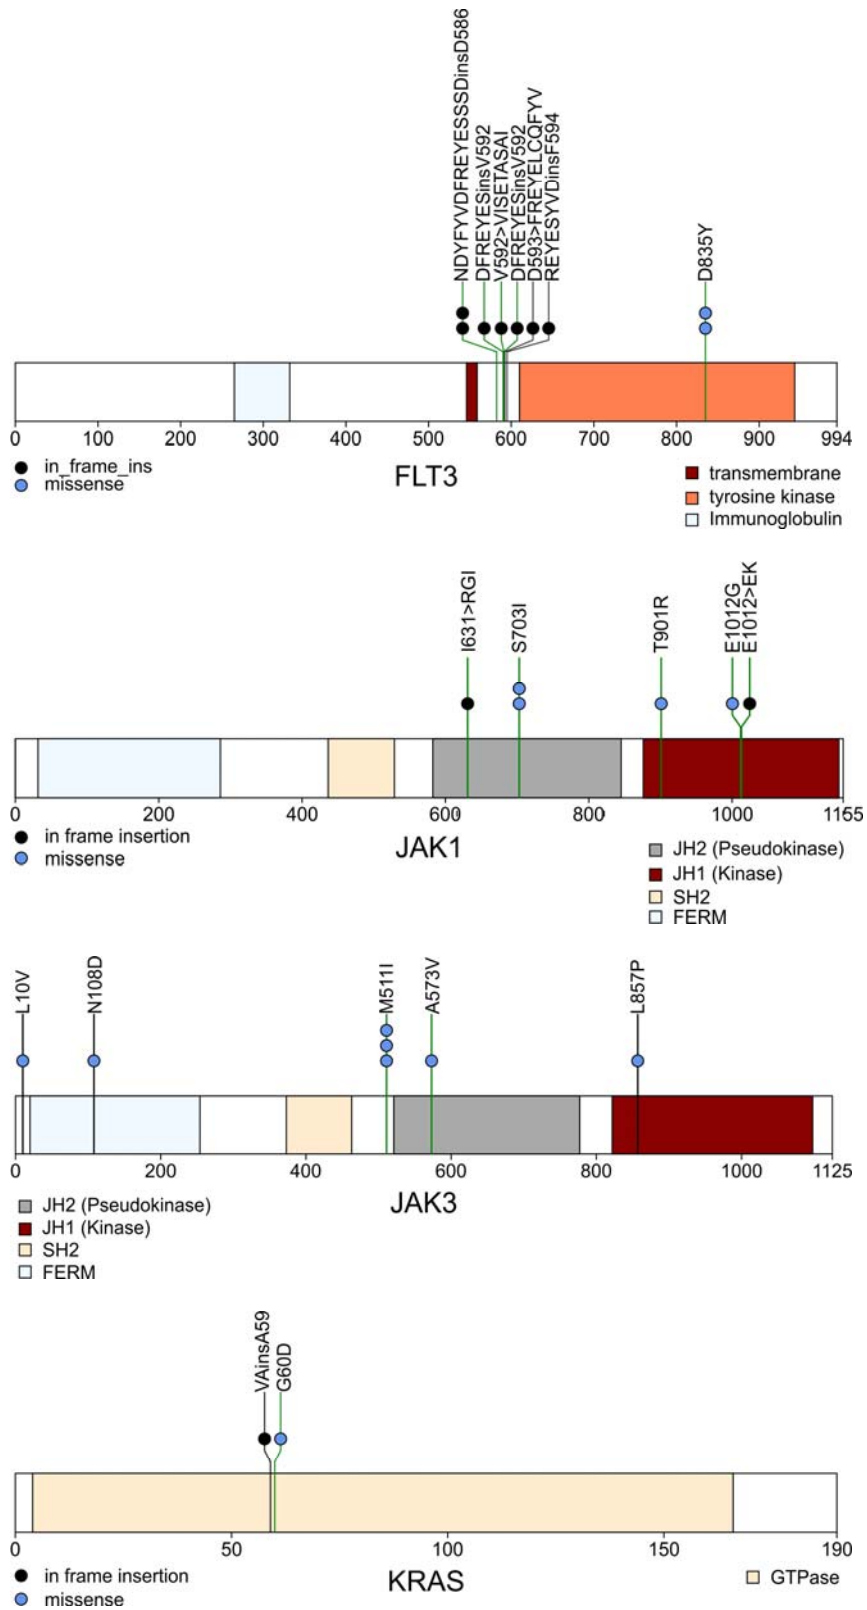 NDYFYVDFREYESSSDinsD586
DFREYESinsV592
V592>VISETASAI
DFREYESinsV592
D593>FREYELCQFYV
REYESYVDinsF594
D835Y
0 100 200 300 400 500 600 700 800 900 994
in_frame_ins
missense
FLT3
transmembrane
tyrosine kinase
Immunoglobulin
I631>RGI
S703I
T901R
E1012G
E1012>EK
0 200 400 600 800 1000 1155
in frame insertion
missense
JAK1
JH2 (Pseudokinase)
JH1 (Kinase)
SH2
FERM
L10V
N108D
M511I
A573V
L857P
0 200 400 600 800 1000 1125
JH2 (Pseudokinase)
JH1 (Kinase)
SH2
FERM
JAK3
VAinsA59
G60D
0 50 100 150 190
in frame insertion
missense
KRAS
GTPase